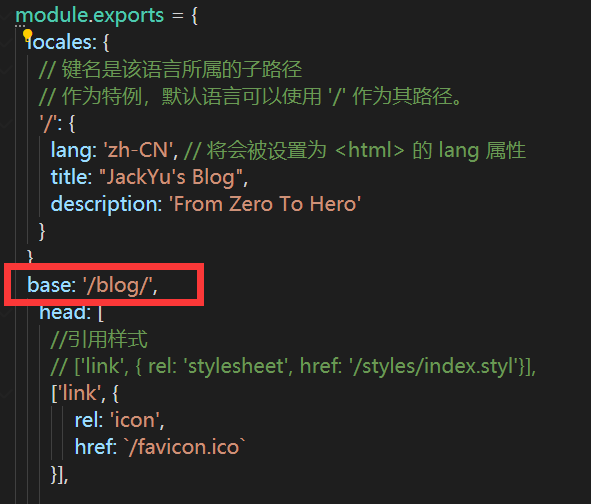 module.exports = {
locales: {
// 键名是该语言所属的子路径
// 作为特例，默认语言可以使用 '/' 作为其路径。
'/': {
lang: 'zh-CN', // 将会被设置为 <html> 的 lang 属性
title: "JackYu's Blog",
description: 'From Zero To Hero'
}
}
base: '/blog/',
head: [
//引用样式
// ['link', { rel: 'stylesheet', href: '/styles/index.styl'}],
['link', {
rel: 'icon',
href: `/favicon.ico`
}],